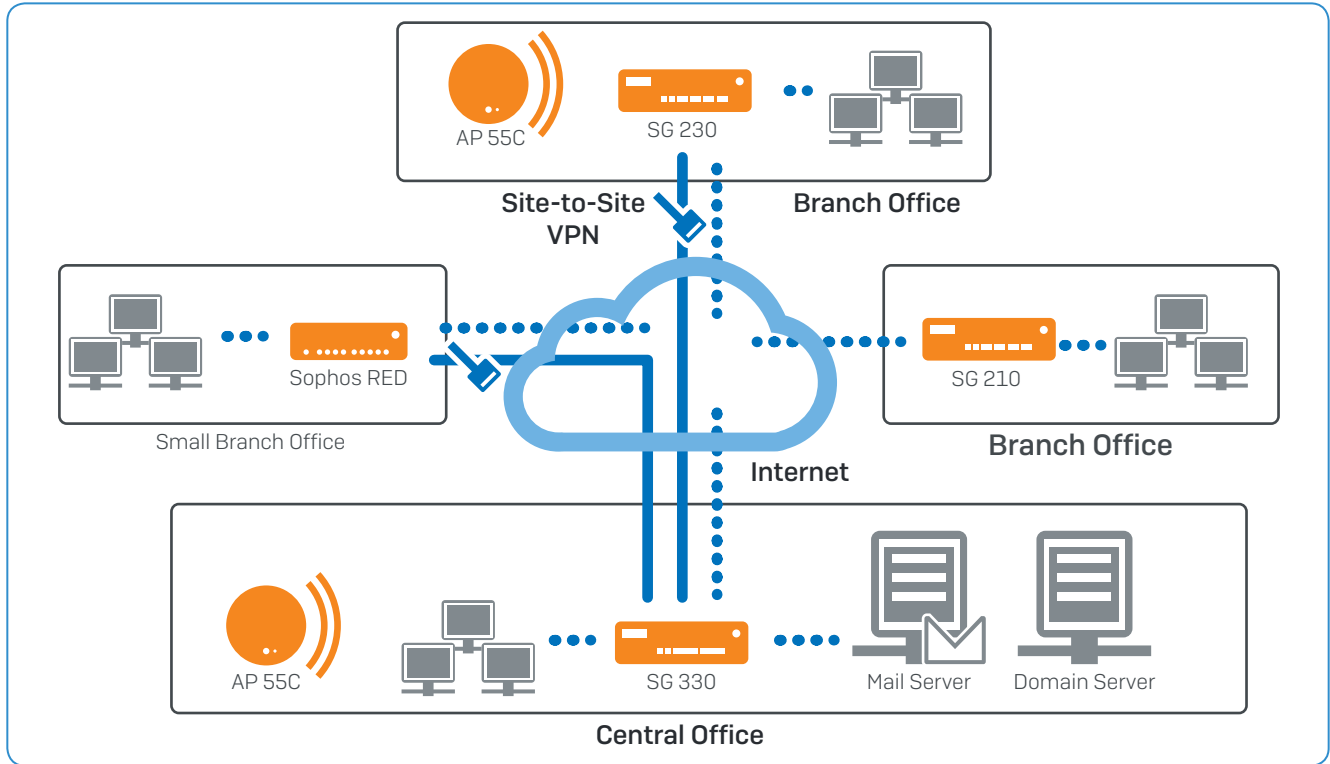 AP 55C
SG 230
Site-to-Site
VPN
Branch Office
Sophos RED
Small Branch Office
SG 210
Branch Office
Internet
AP 55C
SG 330
Mail Server
Domain Server
Central Office